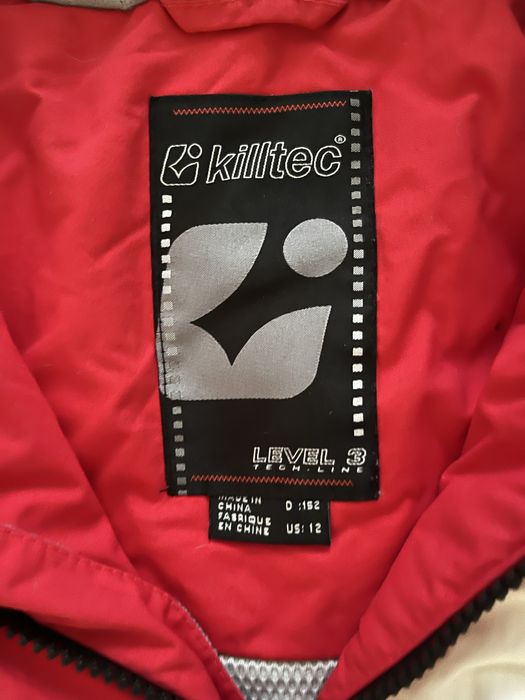 killtec®
LEVEL 3
TECH-LINE
MADE IN
CHINA
FABRIQUE
EN CHINE
D :152
US: 12